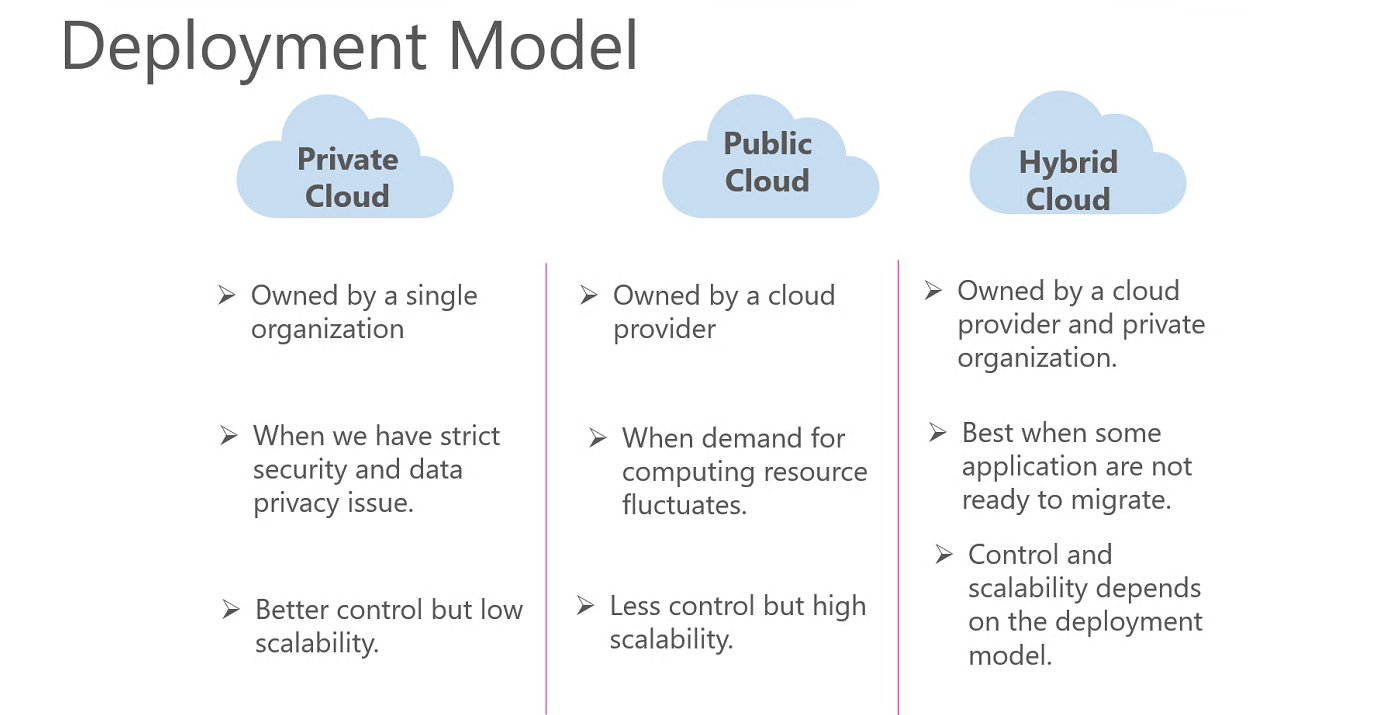 Deployment Model
Private
Cloud
Public
Cloud
Hybrid
Cloud
➢ Owned by a single
organization
➢ When we have strict
security and data
privacy issue.
➢ Better control but low
scalability.
➢ Owned by a cloud
provider
➢ When demand for
computing resource
fluctuates.
➢ Less control but high
scalability.
➢ Owned by a cloud
provider and private
organization.
➢ Best when some
application are not
ready to migrate.
➢ Control and
scalability depends
on the deployment
model.